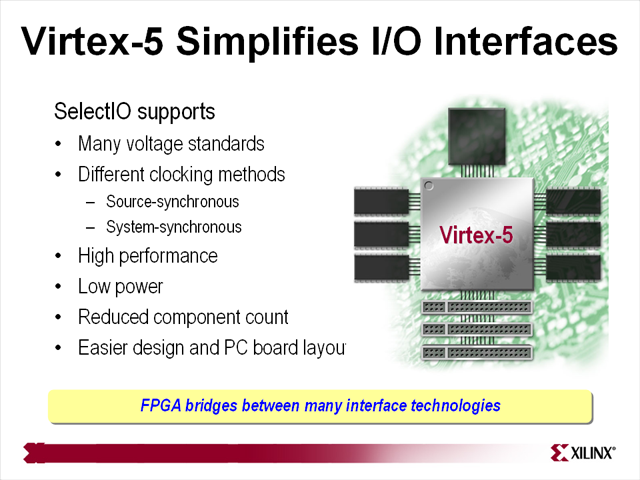 Virtex-5 Simplifies I/O Interfaces
SelectIO supports
• Many voltage standards
• Different clocking methods
– Source-synchronous
– System-synchronous
• High performance
• Low power
• Reduced component count
• Easier design and PC board layou
Virtex-5
FPGA bridges between many interface technologies
XILINX®